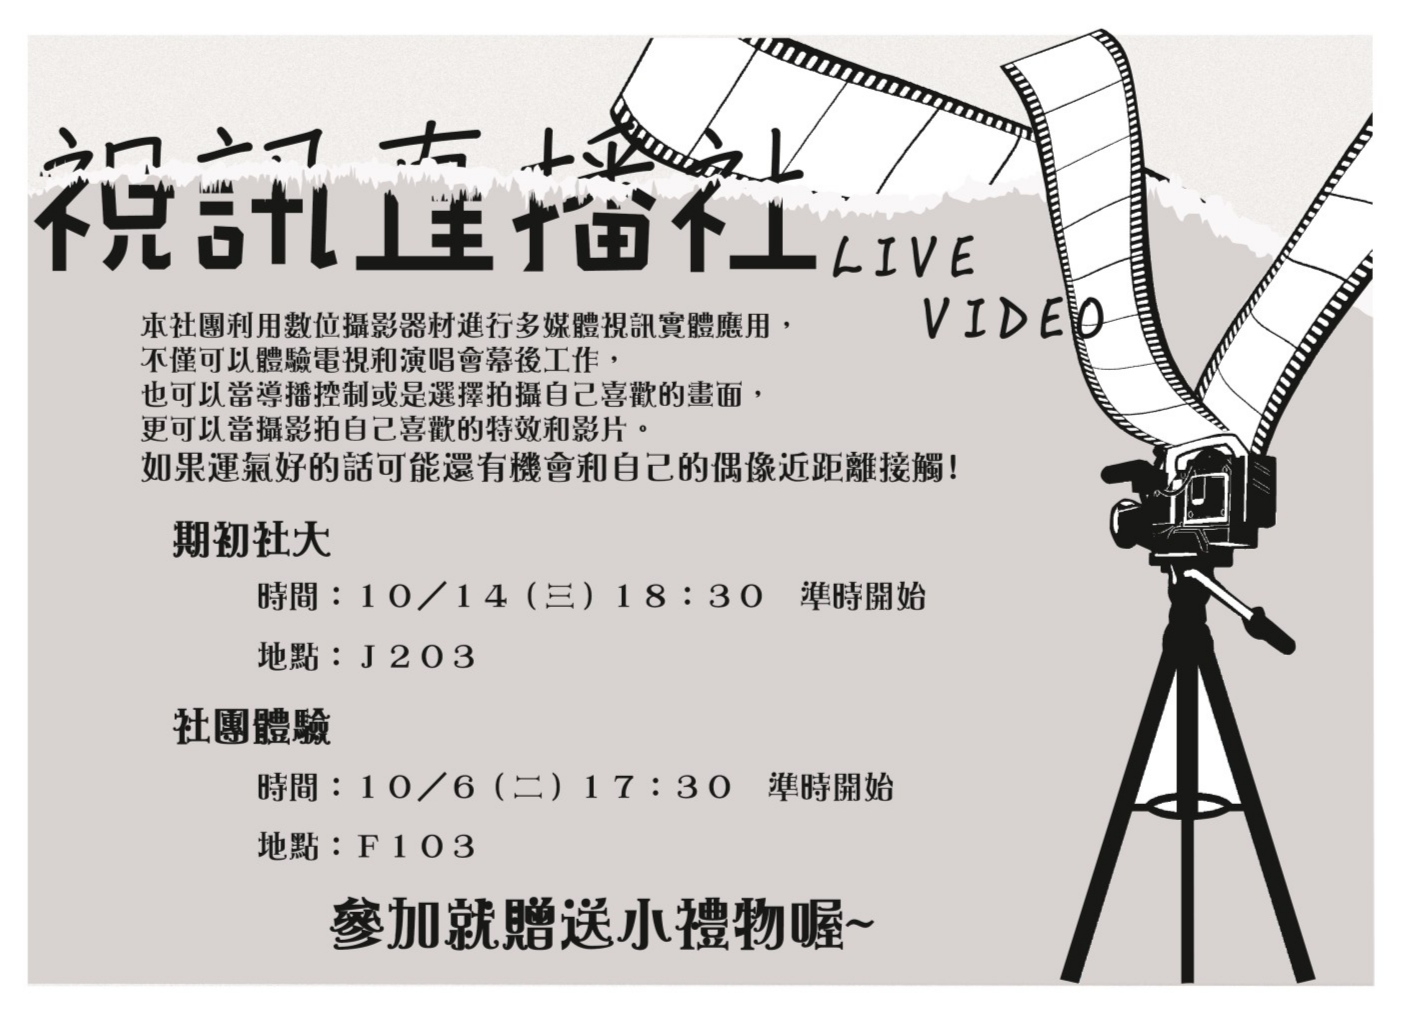 視訊直播社
LIVE
VIDEO
本社團利用數位攝影器材進行多媒體視訊實體應用，
不僅可以體驗電視和演唱會幕後工作，
也可以當導播控制或是選擇拍攝自己喜歡的畫面，
更可以當攝影拍自己喜歡的特效和影片。
如果運氣好的話可能還有機會和自己的偶像近距離接觸!
期初社大
時間：１０／１４（三）１８：３０　準時開始
地點：Ｊ２０３
社團體驗
時間：１０／６（二）１７：３０　準時開始
地點：Ｆ１０３
參加就贈送小禮物喔~